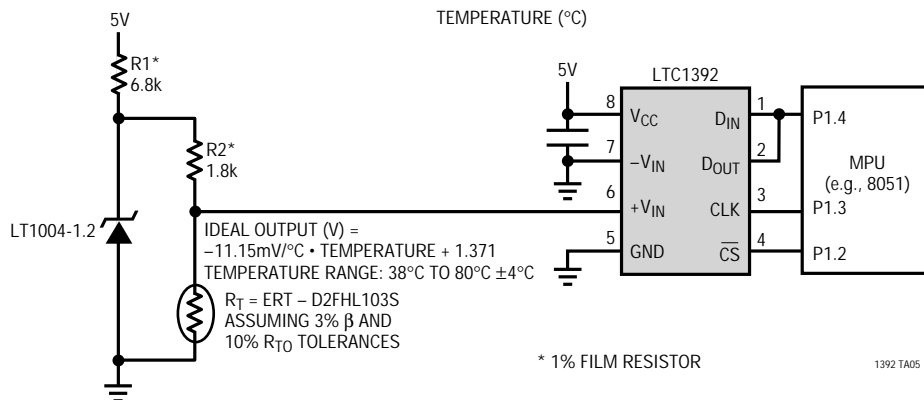 TEMPERATURE (°C)
5V
R1*
6.8k
R2*
1.8k
LT1004-1.2
IDEAL OUTPUT (V) =
–11.15mV/°C • TEMPERATURE + 1.371
TEMPERATURE RANGE: 38°C TO 80°C ±4°C
RT = ERT – D2FHL103S
ASSUMING 3% β AND
10% RTO TOLERANCES
5V
LTC1392
8
VCC
DIN
1
7
–VIN
DOUT
2
6
+VIN
CLK
3
5
GND
CS
4
P1.4
MPU
(e.g., 8051)
P1.3
P1.2
* 1% FILM RESISTOR
1392 TA05